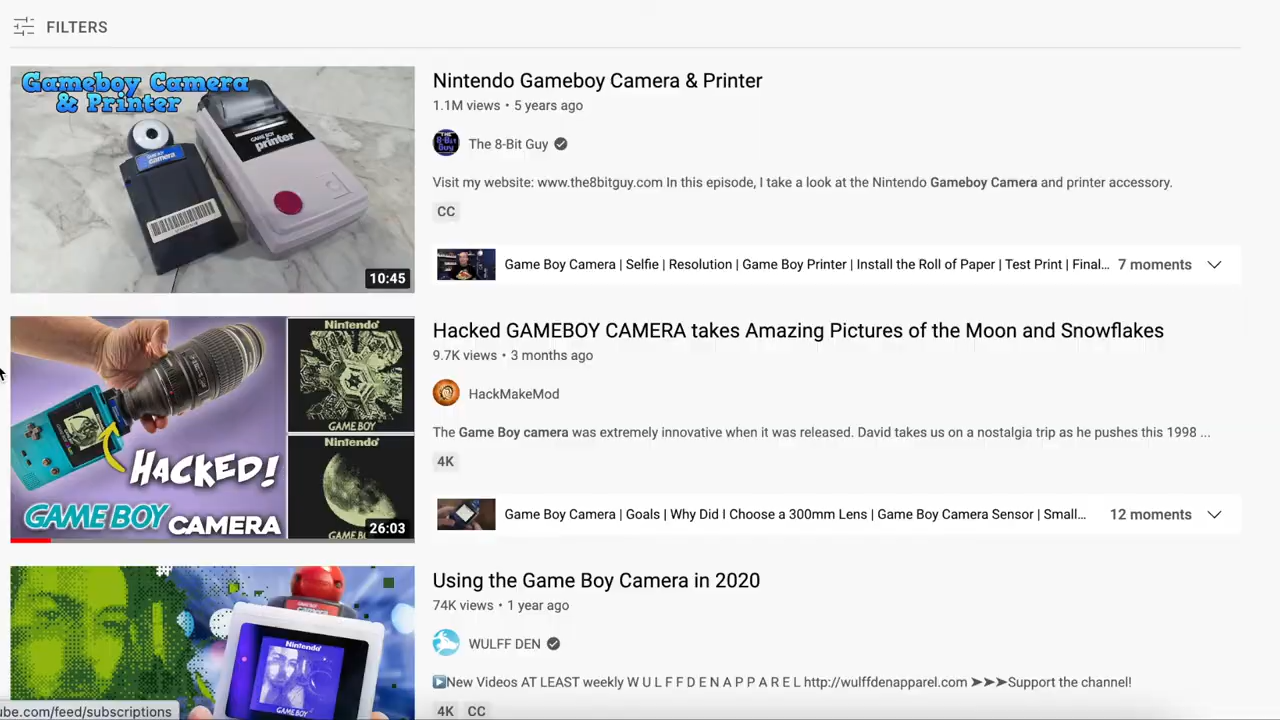 FILTERS
Gameboy Camera
& Printer
GAME BOY
printer
GAME BOY
camera
10:45
Nintendo Gameboy Camera & Printer
1.1M views • 5 years ago
THE
8-Bit
Guy
The 8-Bit Guy
Visit my website: www.the8bitguy.com In this episode, I take a look at the Nintendo Gameboy Camera and printer accessory.
CC
Game Boy Camera | Selfie | Resolution | Game Boy Printer | Install the Roll of Paper | Test Print | Final... 7 moments
Nintendo
GAME BOY
Nintendo
GAME BOY
HACKED!
GAME BOY CAMERA
26:03
Hacked GAMEBOY CAMERA takes Amazing Pictures of the Moon and Snowflakes
9.7K views • 3 months ago
HackMakeMod
The Game Boy camera was extremely innovative when it was released. David takes us on a nostalgia trip as he pushes this 1998 ...
4K
Game Boy Camera | Goals | Why Did I Choose a 300mm Lens | Game Boy Camera Sensor | Small... 12 moments
Nintendo
GAME BOY
Using the Game Boy Camera in 2020
74K views • 1 year ago
WULFF DEN
New Videos AT LEAST weekly W U L F F D E N A P P A R E L http://wulffdenapparel.com ➤➤➤Support the channel!
4K CC
ube.com/feed/subscriptions